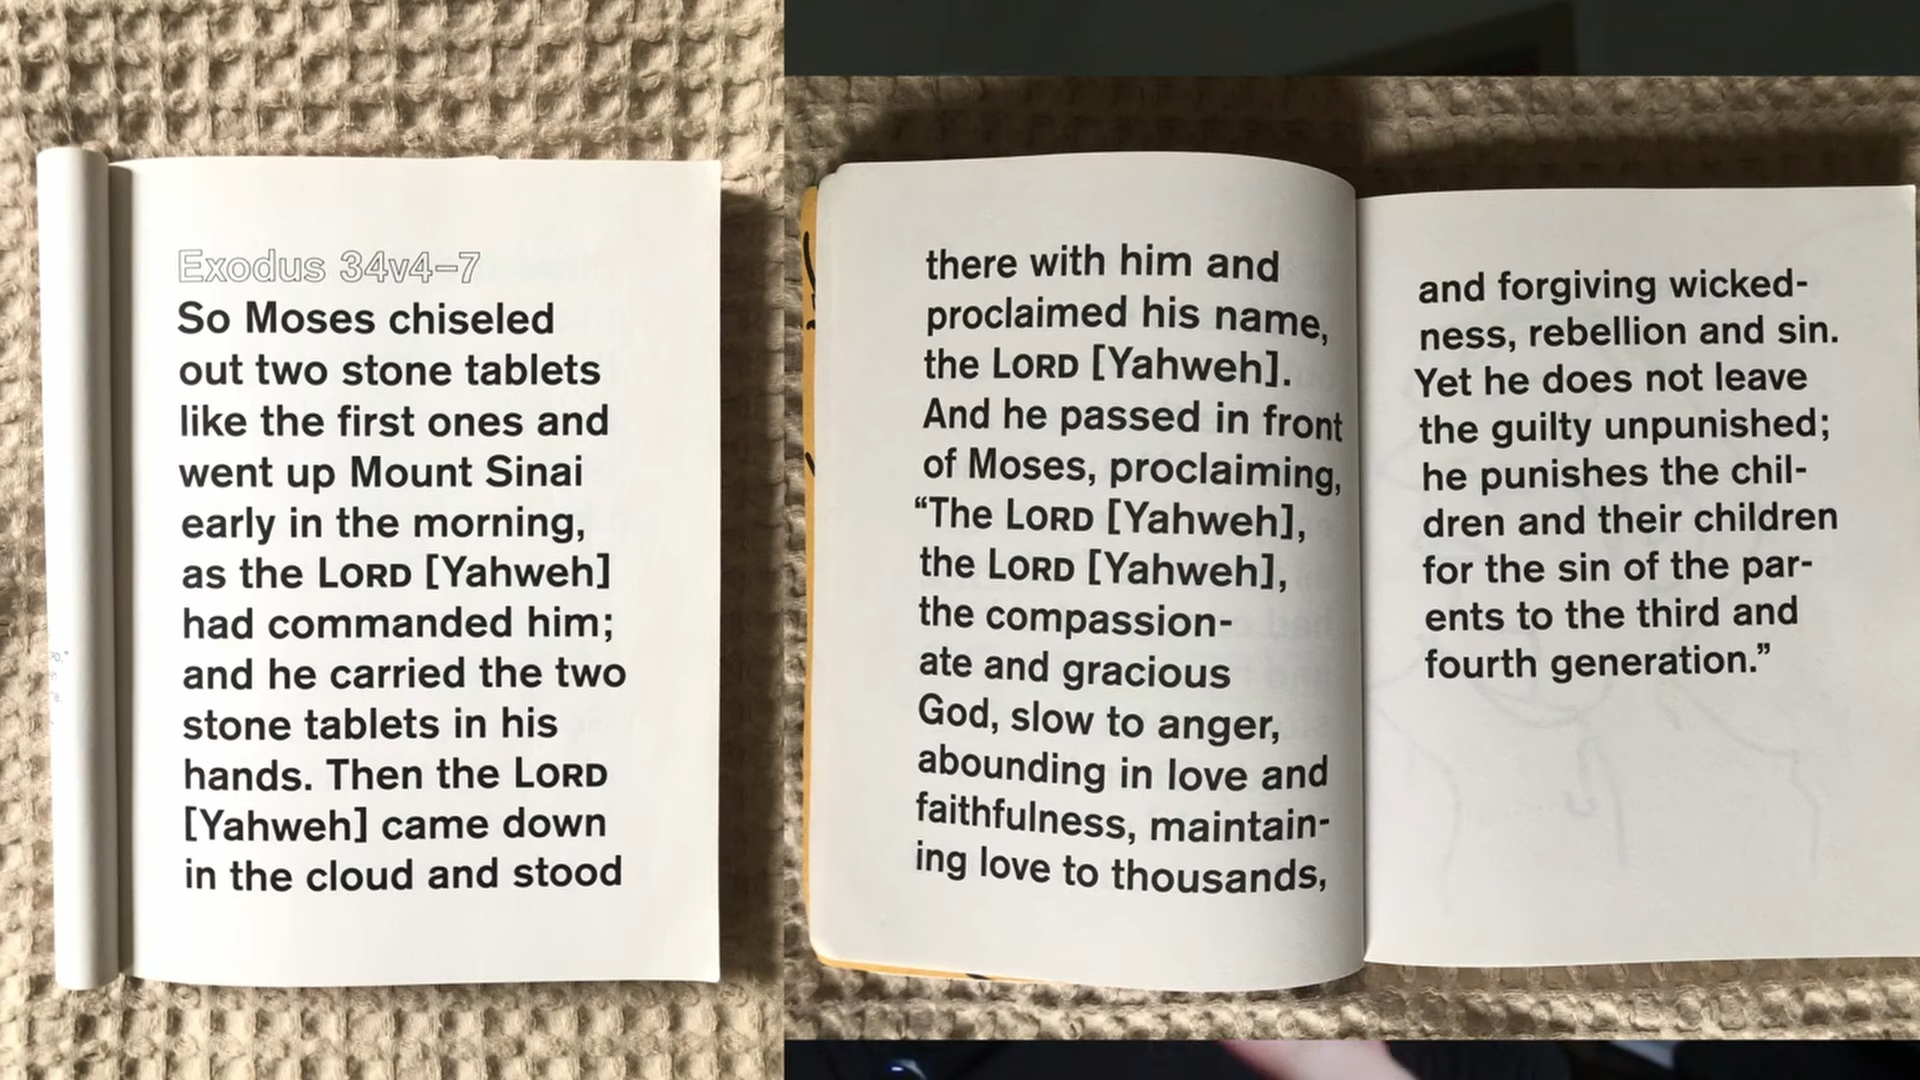 Exodus 34v4–7
So Moses chiseled
out two stone tablets
like the first ones and
went up Mount Sinai
early in the morning,
as the LORD [Yahweh]
had commanded him;
and he carried the two
stone tablets in his
hands. Then the LORD
[Yahweh] came down
in the cloud and stood
there with him and
proclaimed his name,
the LORD [Yahweh].
And he passed in front
of Moses, proclaiming,
“The LORD [Yahweh],
the LORD [Yahweh],
the compassion-
ate and gracious
God, slow to anger,
abounding in love and
faithfulness, maintain-
ing love to thousands,
and forgiving wicked-
ness, rebellion and sin.
Yet he does not leave
the guilty unpunished;
he punishes the chil-
dren and their children
for the sin of the par-
ents to the third and
fourth generation.”